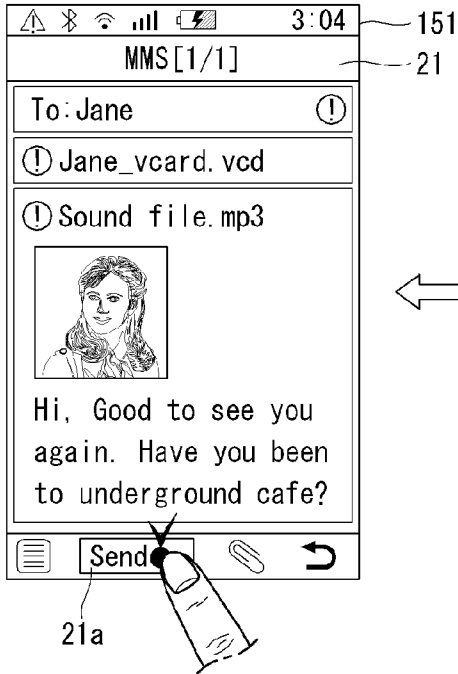 3:04
151
MMS[1/1]
21
To:Jane
Jane_vcard.vcd
Sound file.mp3
Hi, Good to see you
again. Have you been
to underground cafe?
Send
21a